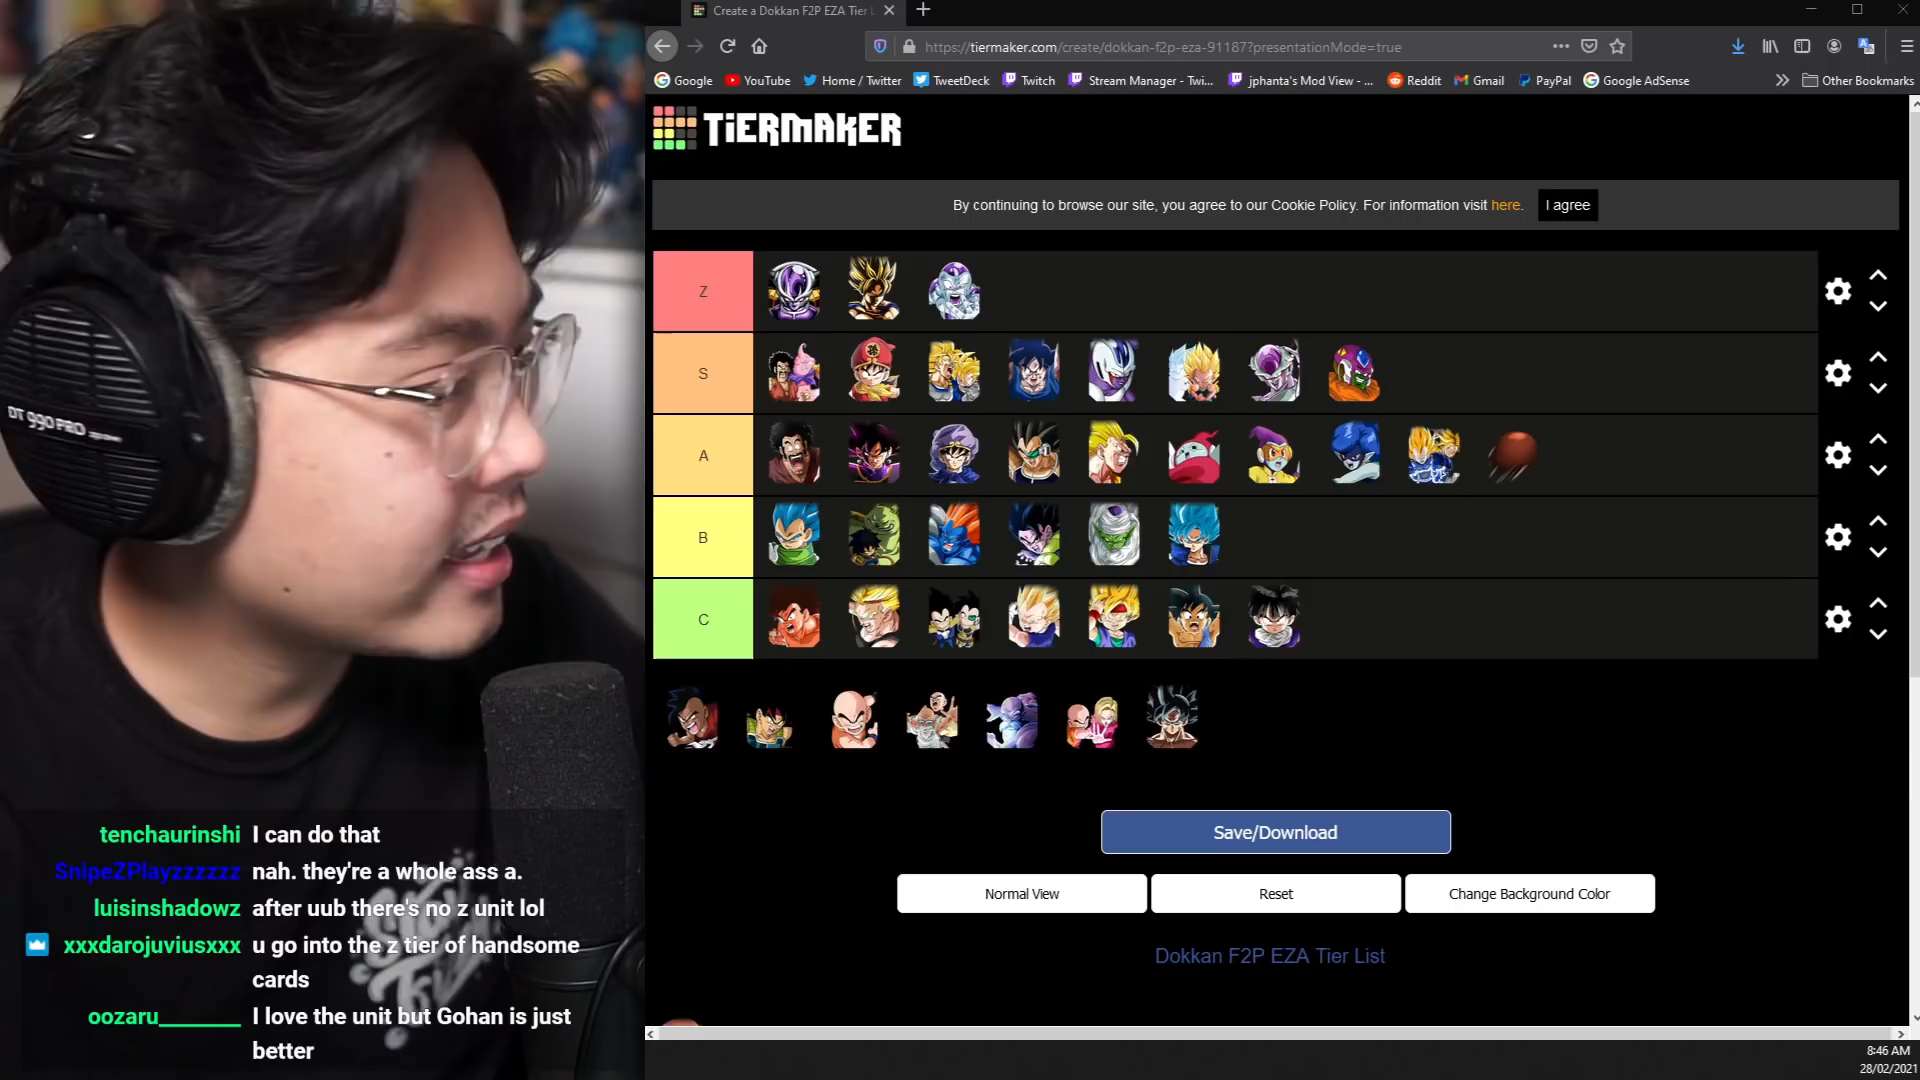 Create a Dokkan F2P EZA Tier L
https://tiermaker.com/create/dokkan-f2p-eza-91187?presentationMode=true
Google YouTube Home / Twitter TweetDeck Twitch Stream Manager - Twi... jphanta's Mod View - ... Reddit Gmail PayPal Google AdSense Other Bookmarks
TiERMAKER
By continuing to browse our site, you agree to our Cookie Policy. For information visit here. I agree
Z
S
A
B
C
DT 990 PRO
Save/Download
Normal View Reset Change Background Color
Dokkan F2P EZA Tier List
tenchaurinshi I can do that
SnipeZPlayzzzzzz nah. they're a whole ass a.
luisinshadowz after uub there's no z unit lol
xxxdarojuviusxxx u go into the z tier of handsome
cards
oozaru________ I love the unit but Gohan is just
better
8:46 AM
28/02/2021